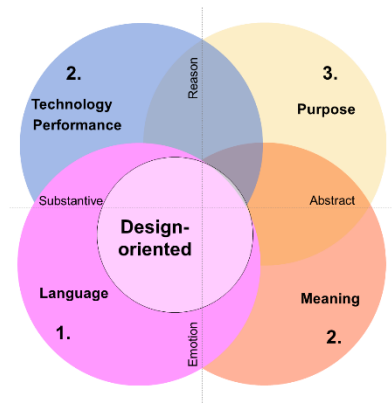 2.
Technology
Performance
Reason
3.
Purpose
Substantive
Abstract
Design-
oriented
Language
1.
Emotion
Meaning
2.